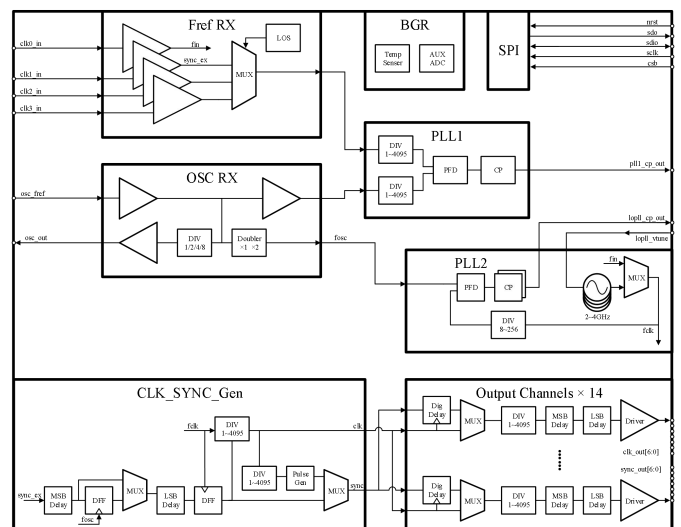 Fref RX
BGR
SPI
clk0_in
clk1_in
clk2_in
clk3_in
fin
sync_ex
MUX
LOS
Temp
Senser
AUX
ADC
nrst
sdo
sdio
sclk
csb
OSC RX
osc_fref
osc_out
DIV
1/2/4/8
Doubler
×1 ×2
fosc
PLL1
DIV
1~4095
DIV
1~4095
PFD
CP
pll1_cp_out
lopll_cp_out
lopll_vtune
PLL2
PFD
CP
DIV
8~256
fin
MUX
2~4GHz
fclk
CLK_SYNC_Gen
sync_ex
MSB
Delay
DFF
fosc
MUX
LSB
Delay
DFF
fclk
DIV
1~4095
DIV
1~4095
Pulse
Gen
MUX
clk
sync
Output Channels × 14
Dig
Delay
MUX
DIV
1~4095
MSB
Delay
LSB
Delay
Driver
clk_out[6:0]
sync_out[6:0]
Dig
Delay
MUX
DIV
1~4095
MSB
Delay
LSB
Delay
Driver